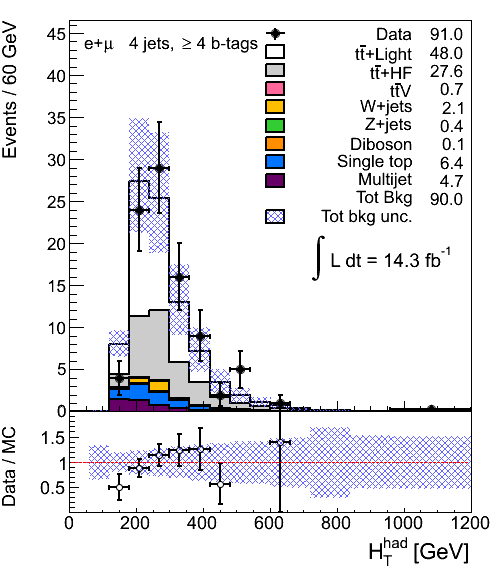 Events / 60 GeV
45
40
35
30
25
20
15
10
5
0
e+μ 4 jets, ≥ 4 b-tags
Data 91.0
tt̄+Light 48.0
tt̄+HF 27.6
tt̄V 0.7
W+jets 2.1
Z+jets 0.4
Diboson 0.1
Single top 6.4
Multijet 4.7
Tot Bkg 90.0
Tot bkg unc.
∫ L dt = 14.3 fb⁻¹
Data / MC
1.5
1
0.5
0 200 400 600 800 1000 1200
H_T^had [GeV]